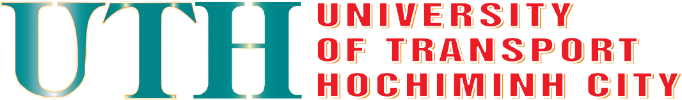 UTH
UNIVERSITY
OF TRANSPORT
HOCHIMINH CITY